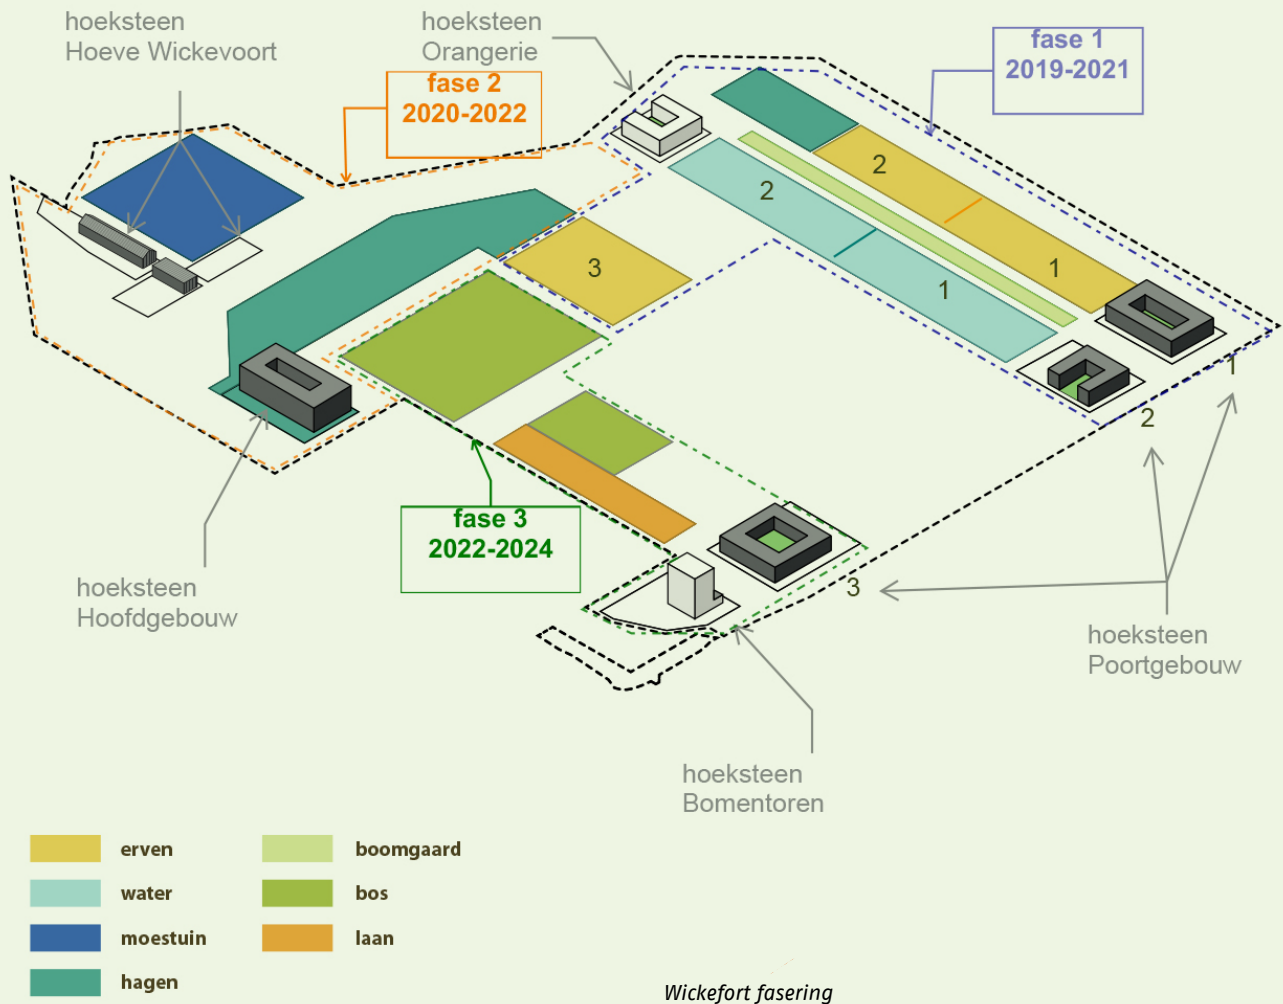 hoeksteen
Hoeve Wickevoort
hoeksteen
Orangerie
fase 1
2019-2021
fase 2
2020-2022
2
2
3
1
1
1
2
fase 3
2022-2024
3
hoeksteen
Hoofdgebouw
hoeksteen
Poortgebouw
hoeksteen
Bomentoren
erven
water
moestuin
hagen
boomgaard
bos
laan
Wickefort fasering